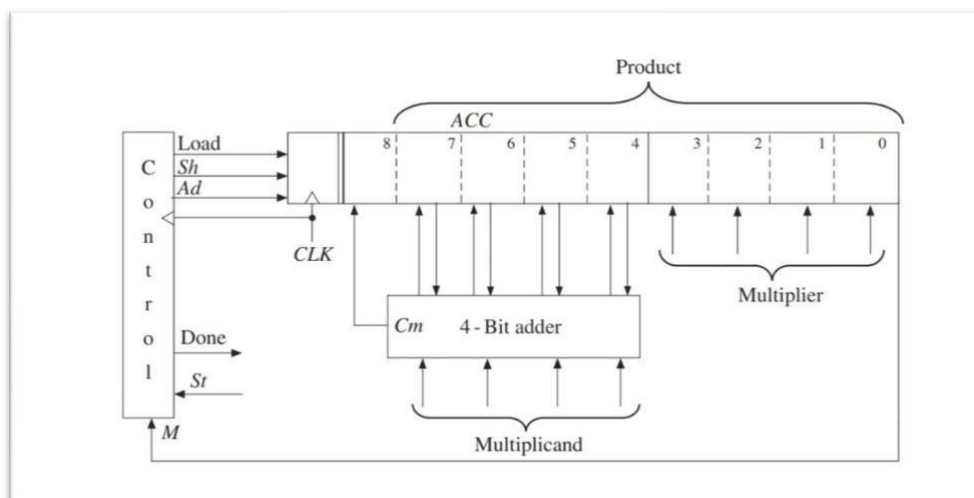 Product
ACC
8 7 6 5 4 3 2 1 0
Load
Sh
Ad
Control
CLK
Multiplier
Cm 4-Bit adder
Done
St
M
Multiplicand